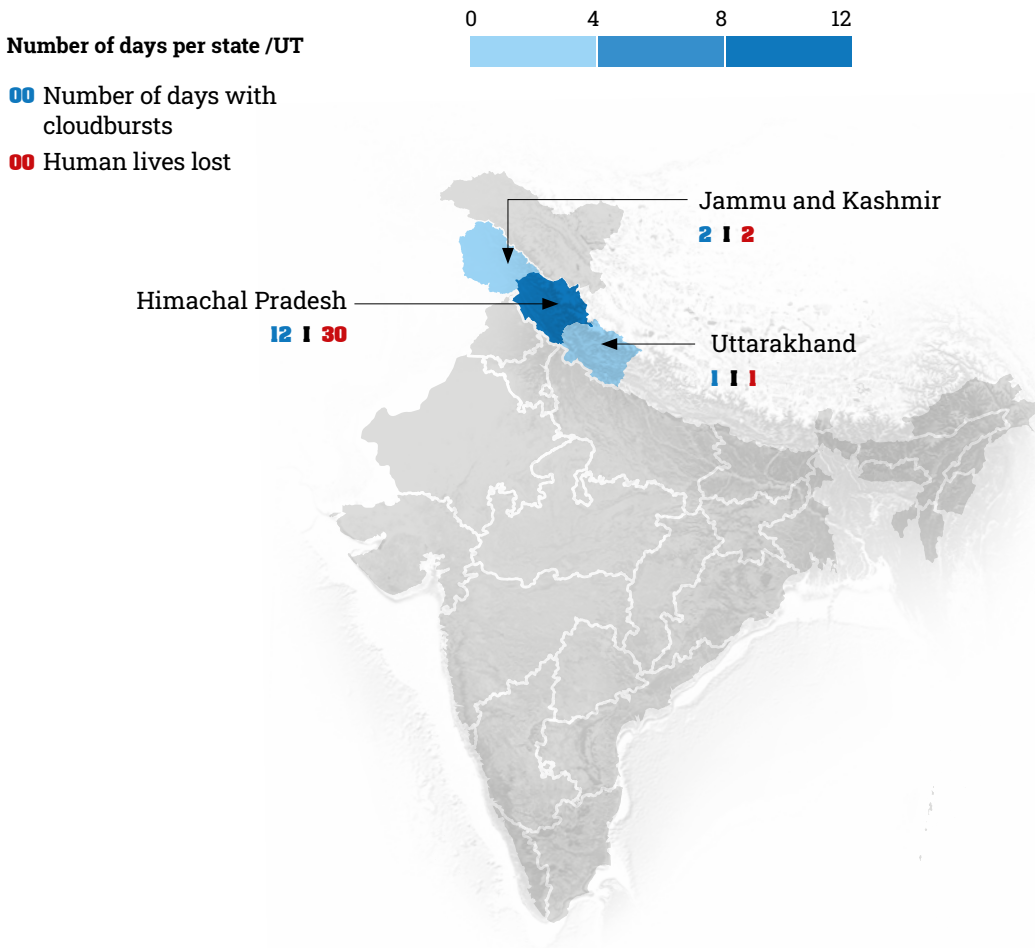 0 4 8 12
Number of days per state /UT
00 Number of days with
cloudbursts
00 Human lives lost
Jammu and Kashmir
2 I 2
Himachal Pradesh
12 I 30
Uttarakhand
1 I 1